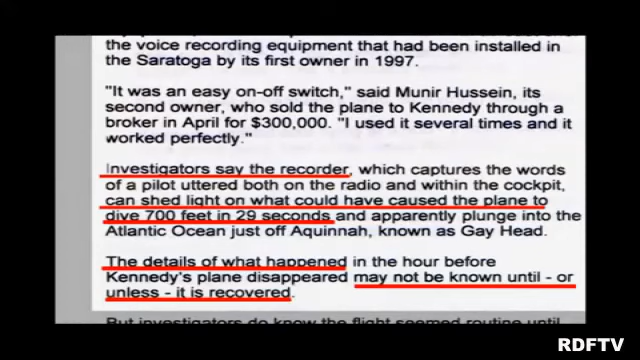 the voice recording equipment that had been installed in
the Saratoga by its first owner in 1997.
"It was an easy on-off switch," said Munir Hussein, its
second owner, who sold the plane to Kennedy through a
broker in April for $300,000. "I used it several times and it
worked perfectly."
Investigators say the recorder, which captures the words
of a pilot uttered both on the radio and within the cockpit,
can shed light on what could have caused the plane to
dive 700 feet in 29 seconds and apparently plunge into the
Atlantic Ocean just off Aquinnah, known as Gay Head.
The details of what happened in the hour before
Kennedy's plane disappeared may not be known until - or
unless - it is recovered.
But investigators do know the flight seemed routine until
RDFTV